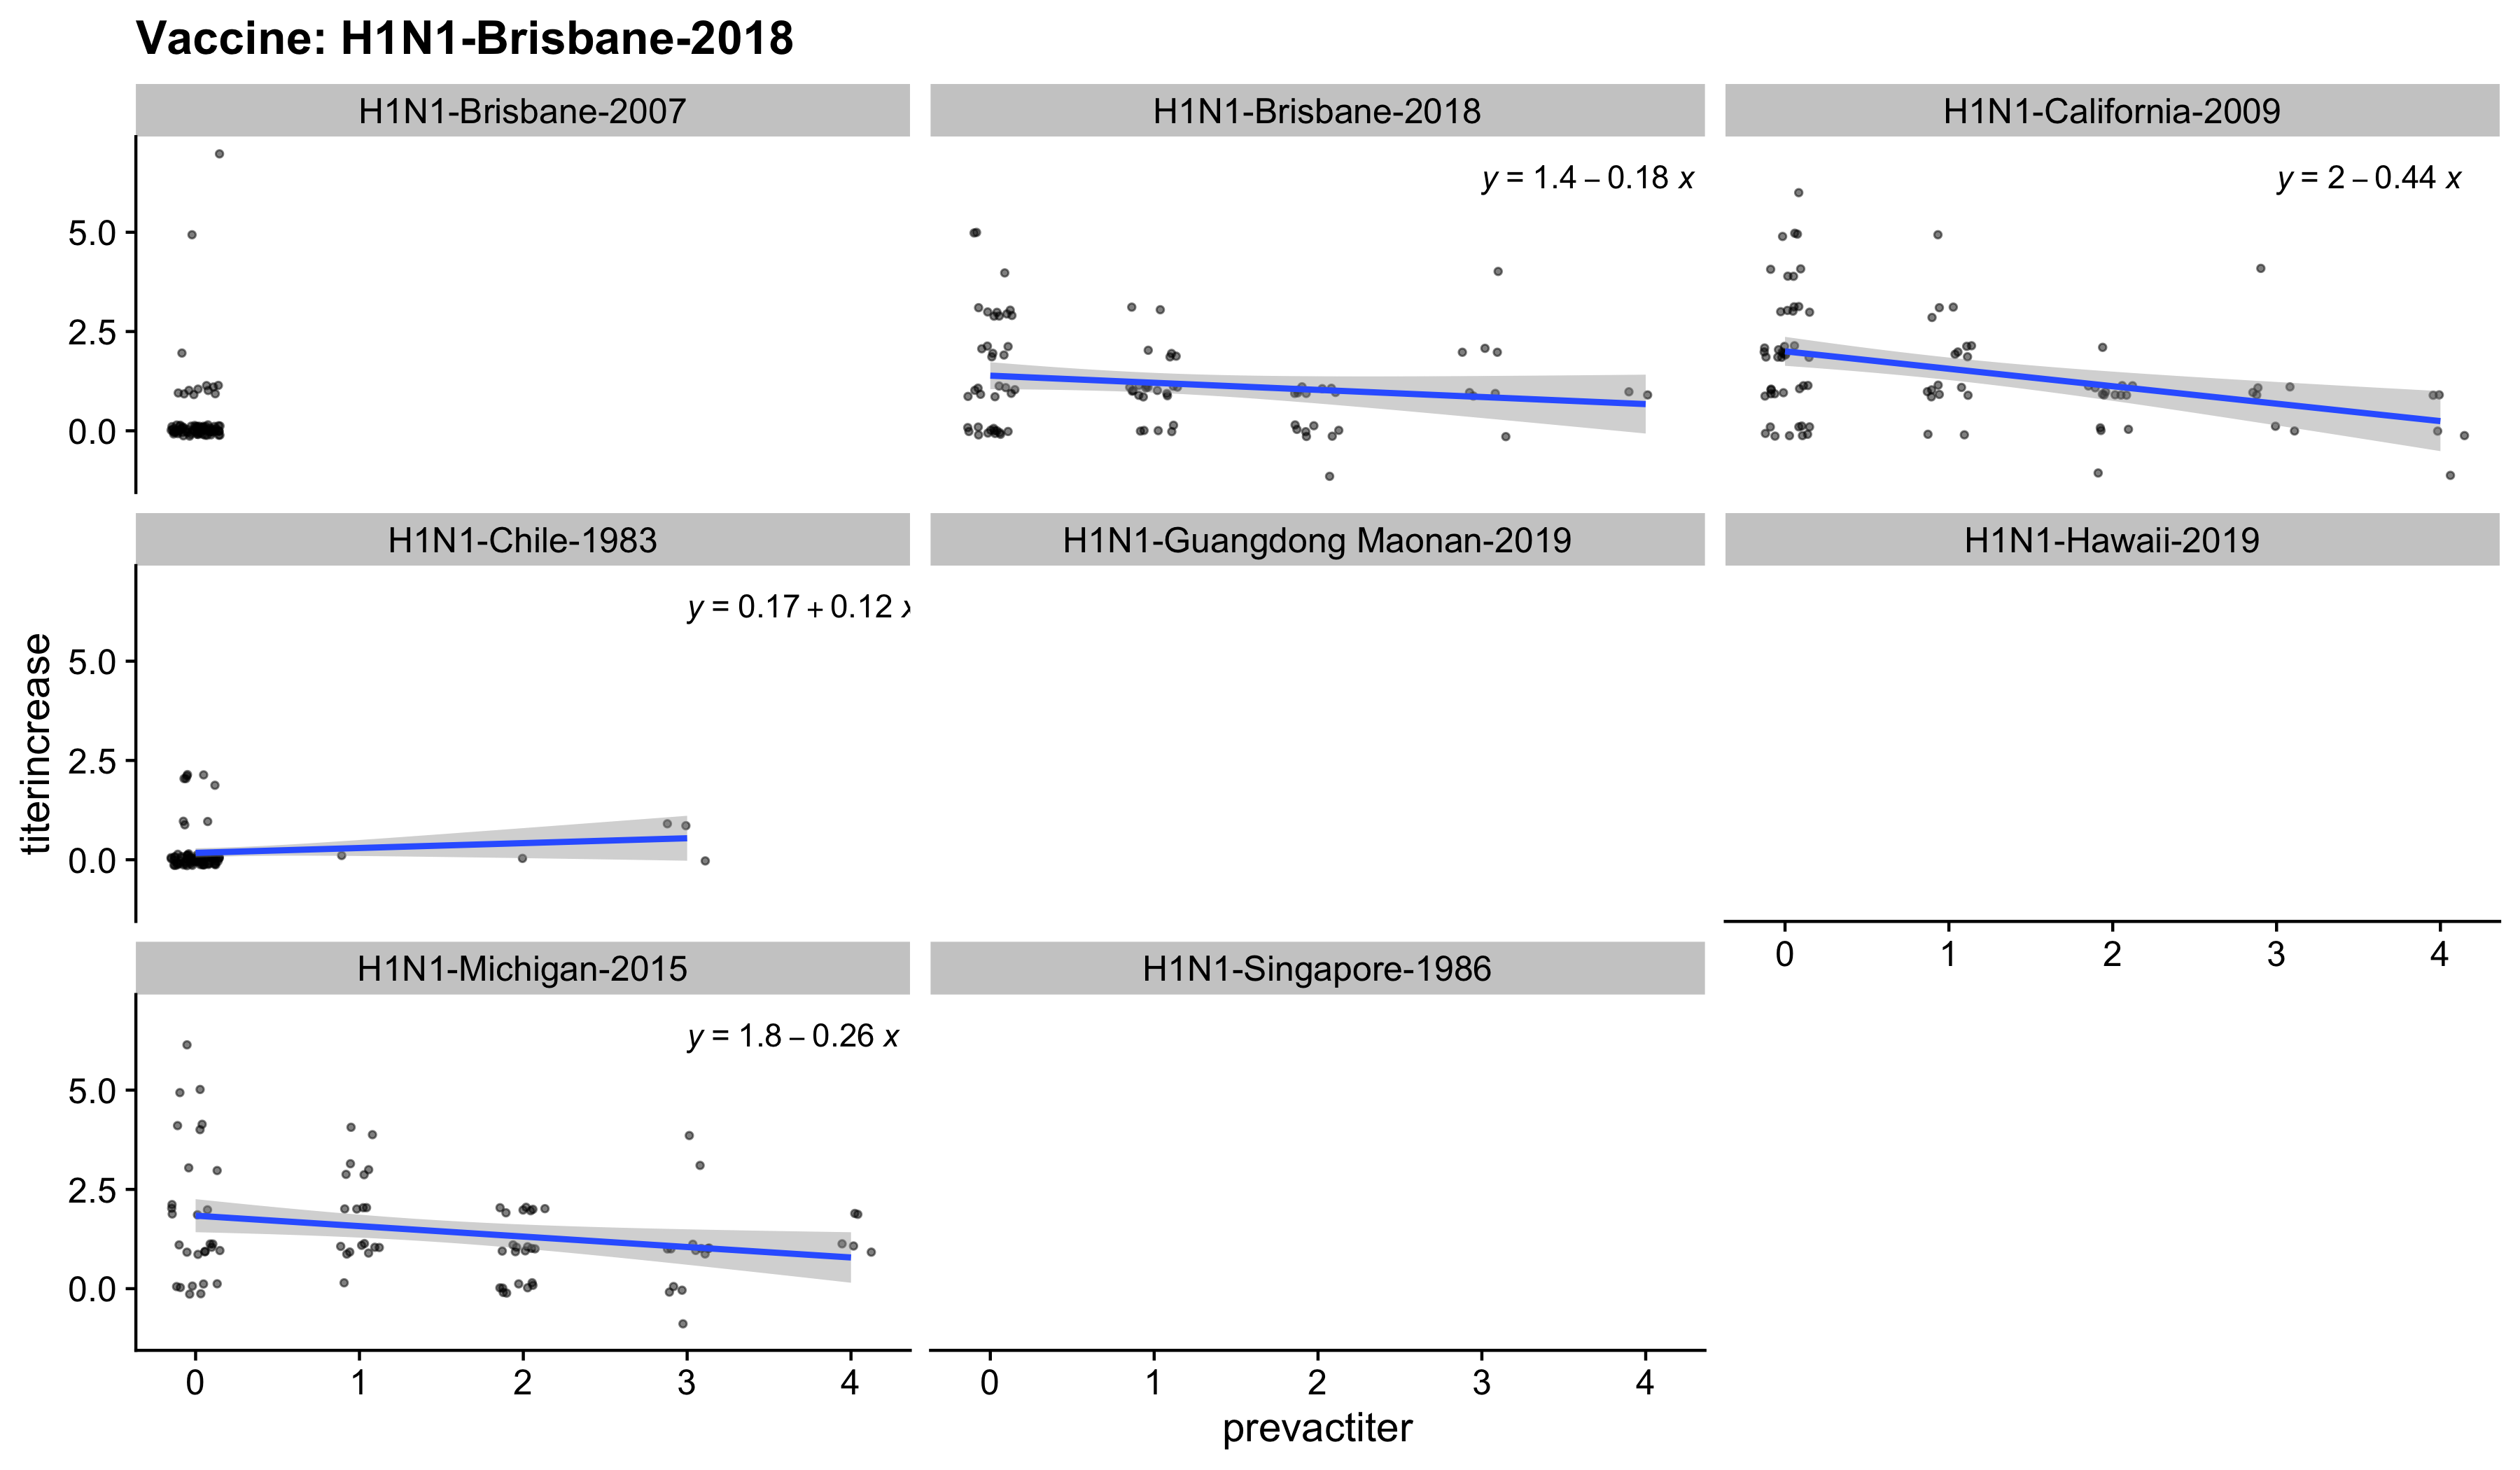 Vaccine: H1N1-Brisbane-2018
H1N1-Brisbane-2007
H1N1-Brisbane-2018
H1N1-California-2009
y = 1.4 – 0.18 x
y = 2 – 0.44 x
5.0
2.5
0.0
H1N1-Chile-1983
H1N1-Guangdong Maonan-2019
H1N1-Hawaii-2019
y = 0.17 + 0.12 x
titerincrease
5.0
2.5
0.0
0 1 2 3 4
H1N1-Michigan-2015
H1N1-Singapore-1986
y = 1.8 – 0.26 x
5.0
2.5
0.0
0 1 2 3 4
0 1 2 3 4
prevactiter